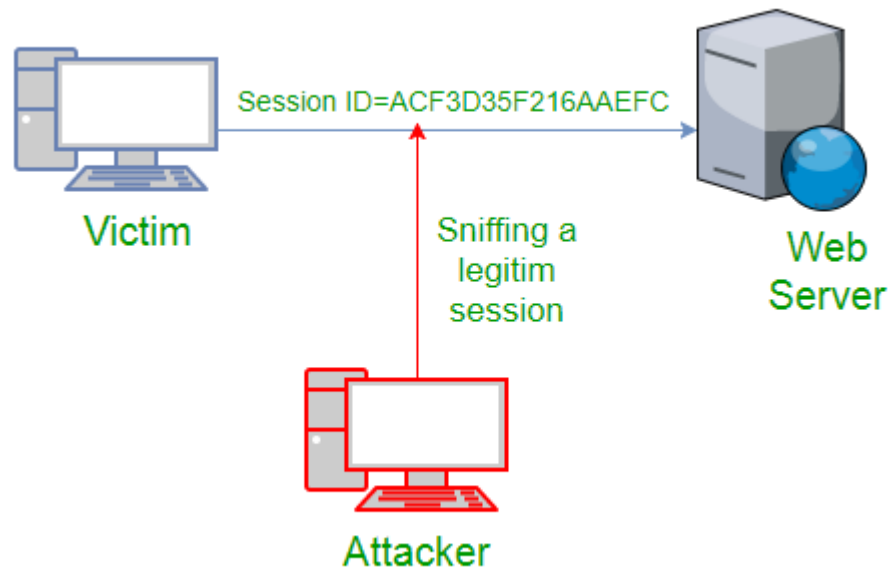 Session ID=ACF3D35F216AAEFC
Victim
Sniffing a
legitim
session
Web
Server
Attacker